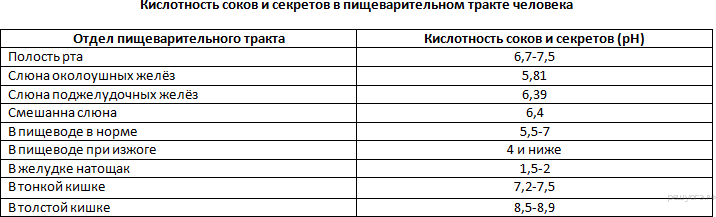 Кислотность соков и секретов в пищеварительном тракте человека
Отдел пищеварительного тракта Кислотность соков и секретов (pH)
Полость рта 6,7-7,5
Слюна околоушных желёз 5,81
Слюна поджелудочных желёз 6,39
Смешанна слюна 6,4
В пищеводе в норме 5,5-7
В пищеводе при изжоге 4 и ниже
В желудке натощак 1,5-2
В тонкой кишке 7,2-7,5
В толстой кишке 8,5-8,9